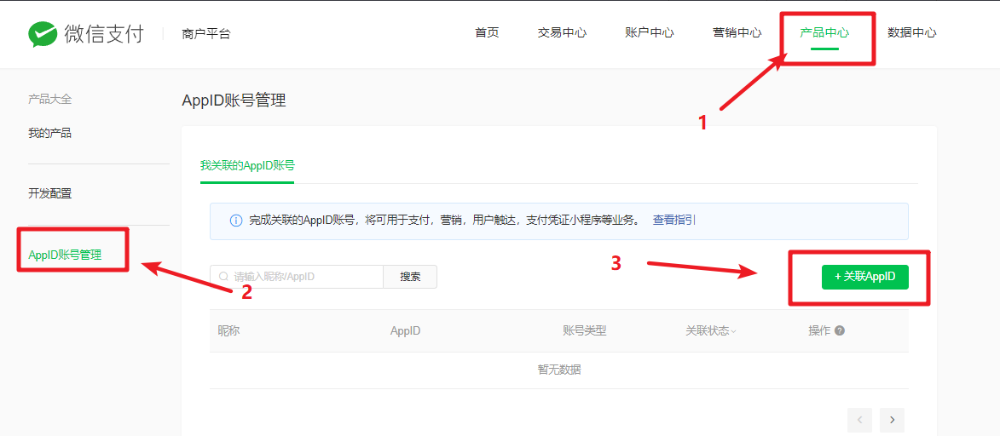 微信支付 商户平台 首页 交易中心 账户中心 营销中心 产品中心 数据中心
1
产品大全
我的产品
开发配置
AppID账号管理
2
AppID账号管理
我关联的AppID账号
完成关联的AppID账号，将可用于支付，营销，用户触达，支付凭证小程序等业务。 查看指引
请输入昵称/AppID 搜索
3
+ 关联AppID
昵称 AppID 账号类型 关联状态 操作 ?
暂无数据